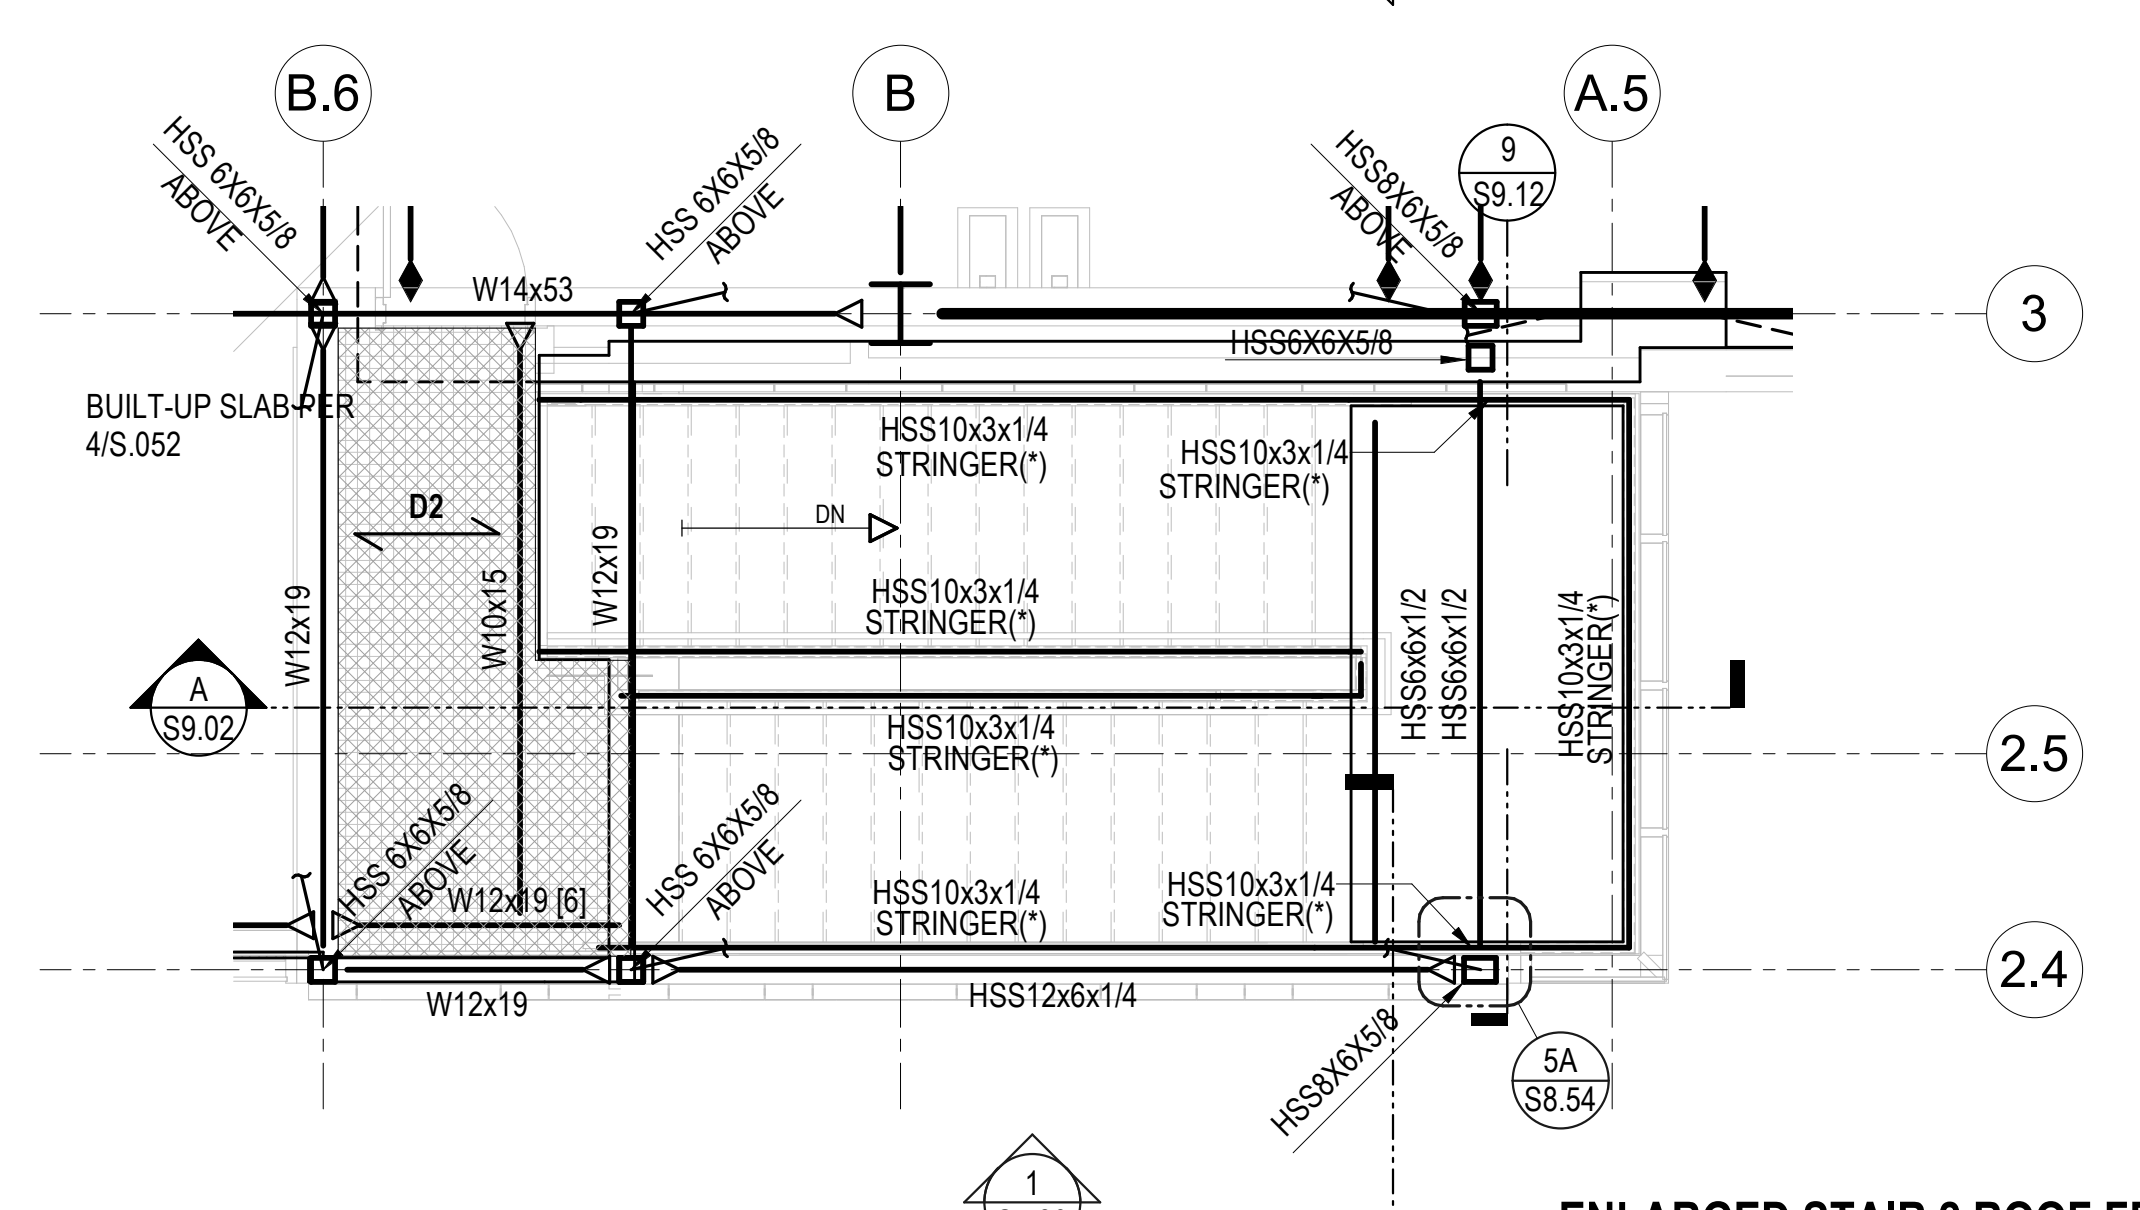 B.6
B
A.5
HSS 6X6X5/8
ABOVE
HSS 6X6X5/8
ABOVE
HSS8X6X5/8
ABOVE
9
S9.12
W14x53
3
HSS6X6X5/8
BUILT-UP SLAB PER
4/S.052
HSS10x3x1/4
STRINGER(*)
HSS10x3x1/4
STRINGER(*)
D2
DN
W12x19
W10x15
W12x19
HSS10x3x1/4
STRINGER(*)
HSS6x6x1/2
HSS6x6x1/2
HSS10x3x1/4
STRINGER(*)
A
S9.02
HSS10x3x1/4
STRINGER(*)
2.5
HSS 6X6X5/8
ABOVE
HSS 6X6X5/8
ABOVE
W12x19 [6]
HSS10x3x1/4
STRINGER(*)
HSS10x3x1/4
STRINGER(*)
2.4
W12x19
HSS12x6x1/4
HSS8X6X5/8
5A
S8.54
1
ENLARGED STAIR 2 ROOF